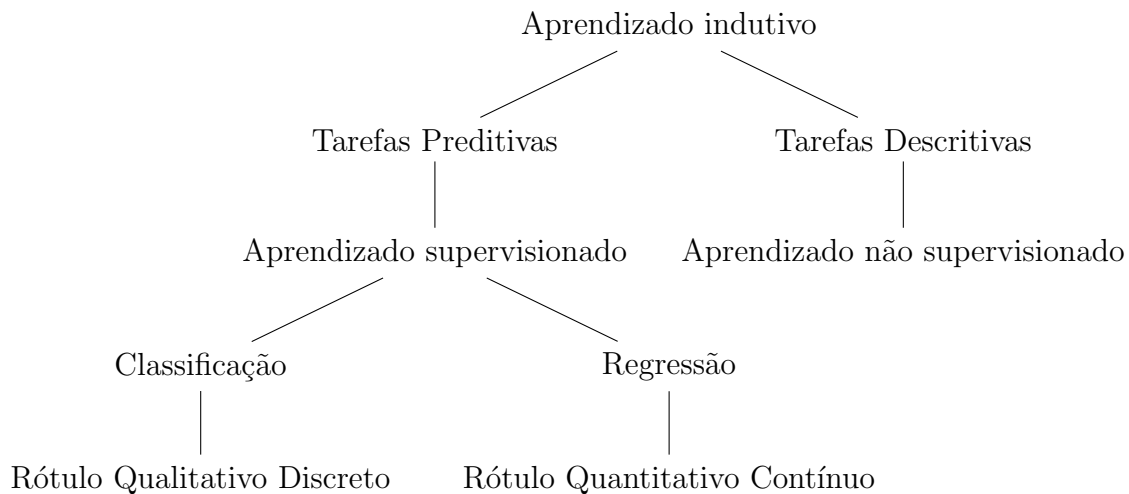 Aprendizado indutivo
Tarefas Preditivas
Tarefas Descritivas
Aprendizado supervisionado
Aprendizado não supervisionado
Classificação
Regressão
Rótulo Qualitativo Discreto
Rótulo Quantitativo Contínuo